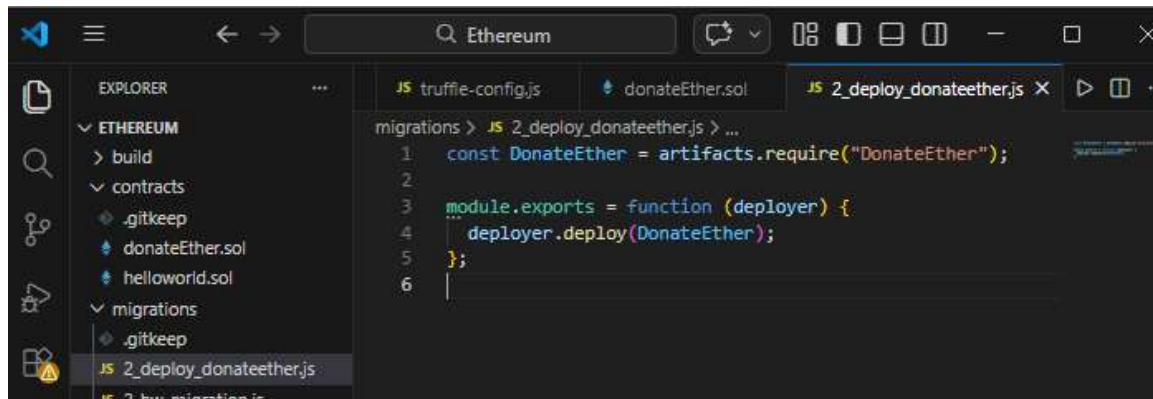 Ethereum
EXPLORER
ETHEREUM
build
contracts
.gitkeep
donateEther.sol
helloworld.sol
migrations
.gitkeep
JS 2_deploy_donateether.js
JS truffle-config.js
donateEther.sol
JS 2_deploy_donateether.js
migrations > JS 2_deploy_donateether.js > ...
1 const DonateEther = artifacts.require("DonateEther");
2
3 module.exports = function (deployer) {
4 deployer.deploy(DonateEther);
5 };
6